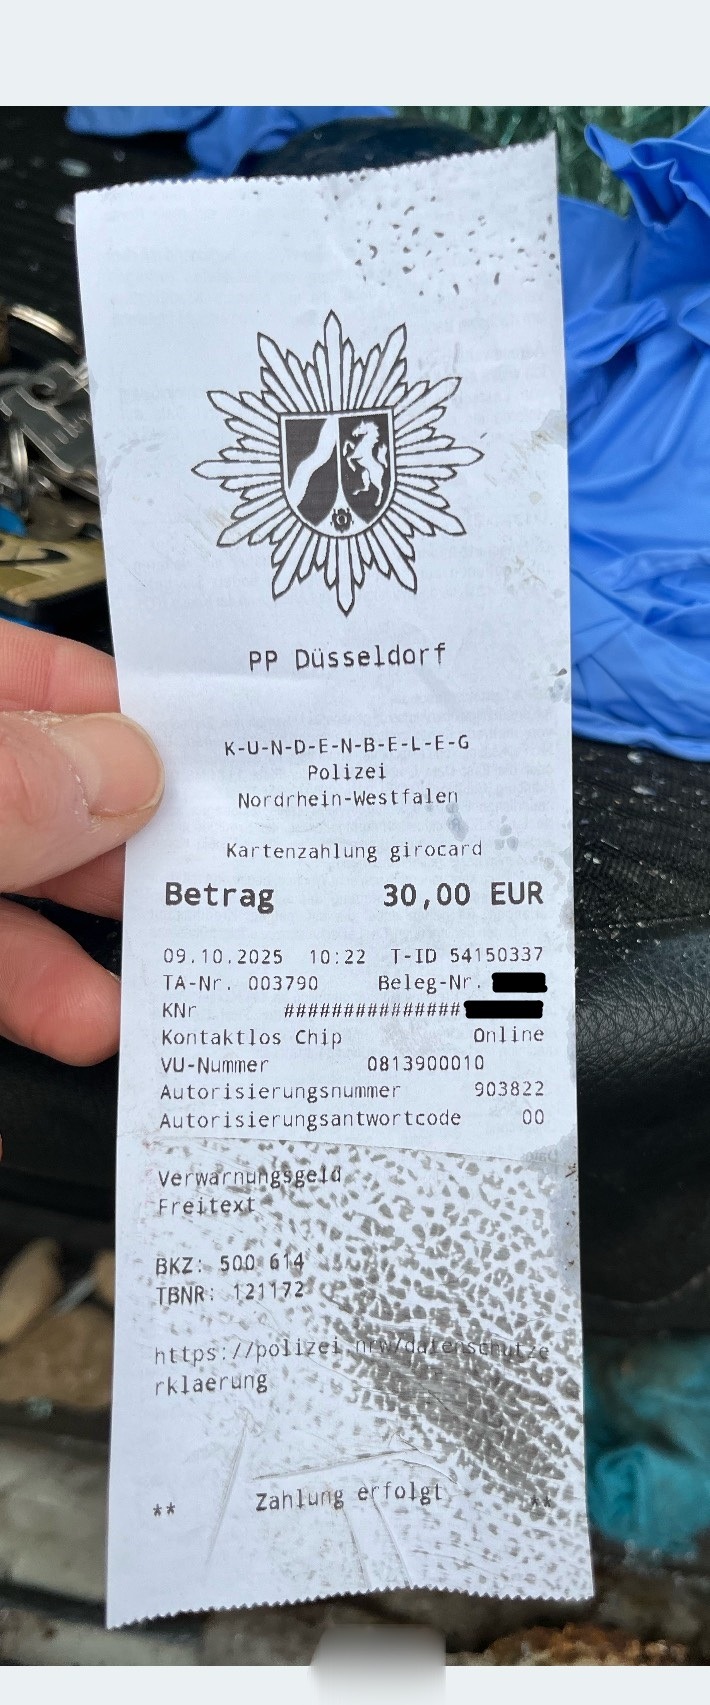 PP Düsseldorf
K-U-N-D-E-N-B-E-L-E-G
Polizei
Nordrhein-Westfalen
Kartenzahlung girocard
Betrag 30,00 EUR
09.10.2025 10:22 T-ID 54150337
TA-Nr. 003790 Beleg-Nr.
KNr ###############
Kontaktlos Chip Online
VU-Nummer 0813900010
Autorisierungsnummer 903822
Autorisierungsantwortcode 00
Verwarnungsgeld
Freitext
BKZ: 500 614
TBNR: 121172
https://polizei.nrw/datenschutze
rklaerung
** Zahlung erfolgt **